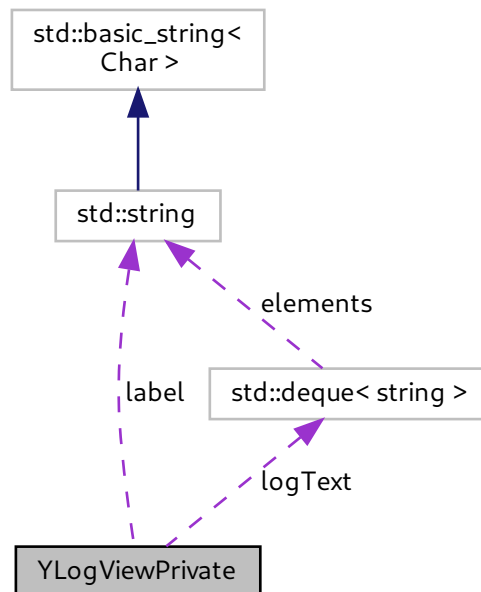 std::basic_string<
Char >
std::string
elements
std::deque< string >
label
logText
YLogViewPrivate